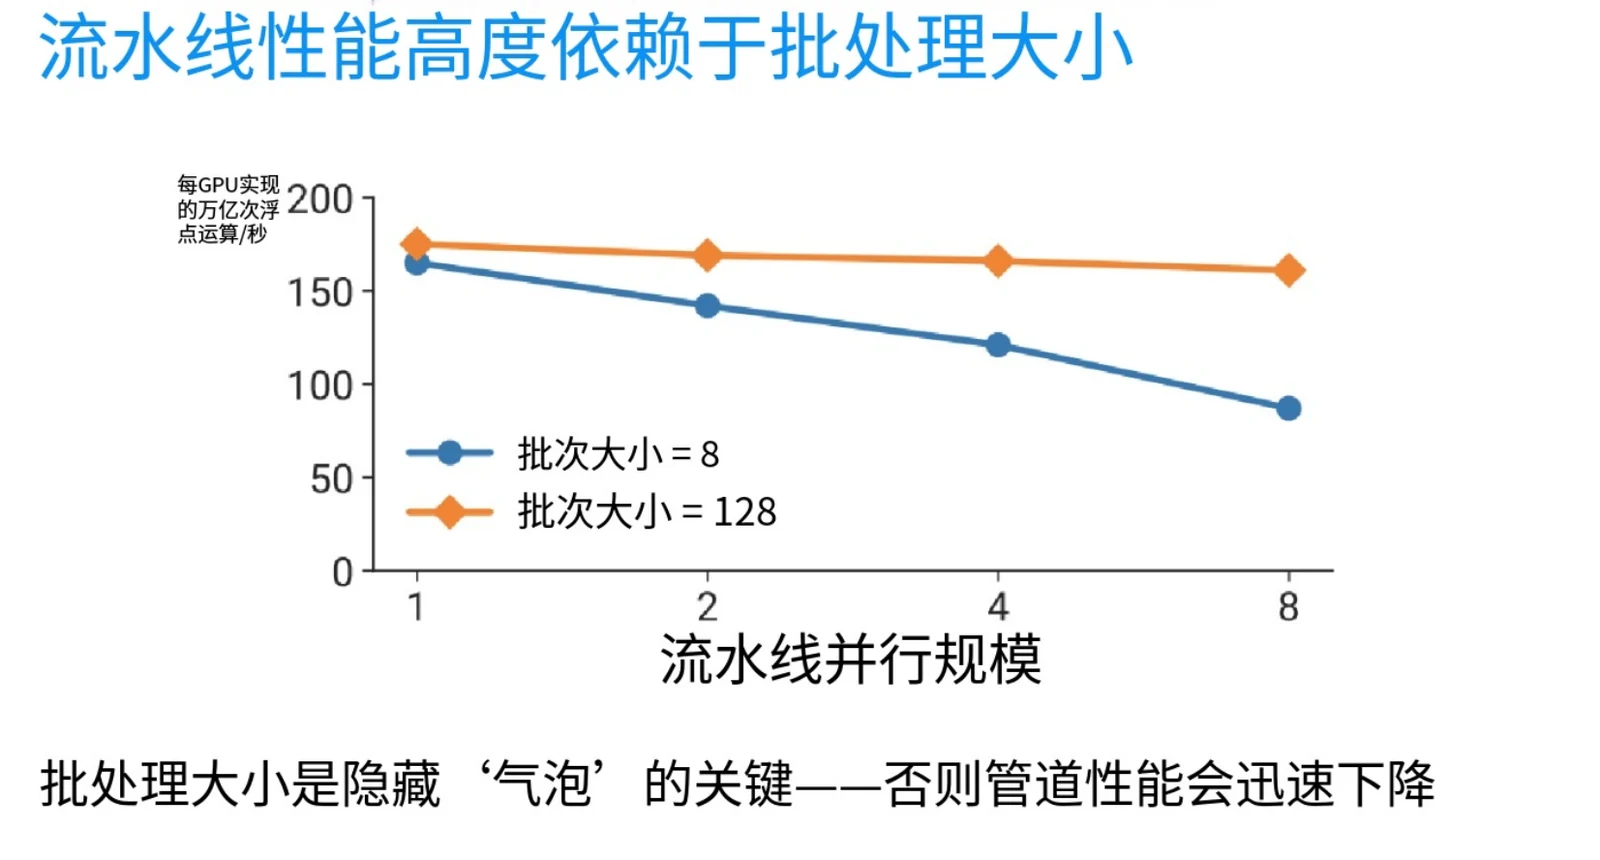 流水线性能高度依赖于批处理大小
每GPU实现
的万亿次浮
点运算/秒
200
150
100
50
0
批次大小 = 8
批次大小 = 128
1 2 4 8
流水线并行规模
批处理大小是隐藏‘气泡’的关键——否则管道性能会迅速下降